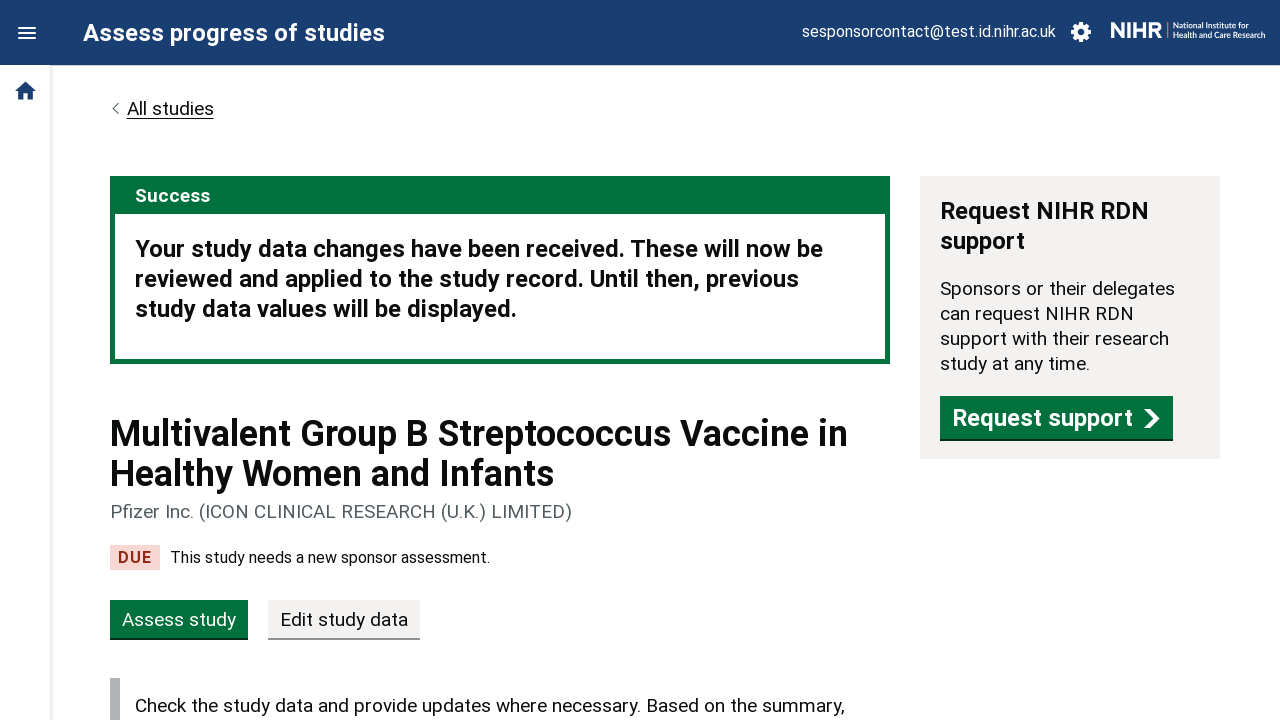 Assess progress of studies
sesponsorcontact@test.id.nihr.ac.uk
NIHR | National Institute for
Health and Care Research
All studies
Success
Your study data changes have been received. These will now be
reviewed and applied to the study record. Until then, previous
study data values will be displayed.
Request NIHR RDN
support
Sponsors or their delegates
can request NIHR RDN
support with their research
study at any time.
Request support
Multivalent Group B Streptococcus Vaccine in
Healthy Women and Infants
Pfizer Inc. (ICON CLINICAL RESEARCH (U.K.) LIMITED)
DUE This study needs a new sponsor assessment.
Assess study
Edit study data
Check the study data and provide updates where necessary. Based on the summary,